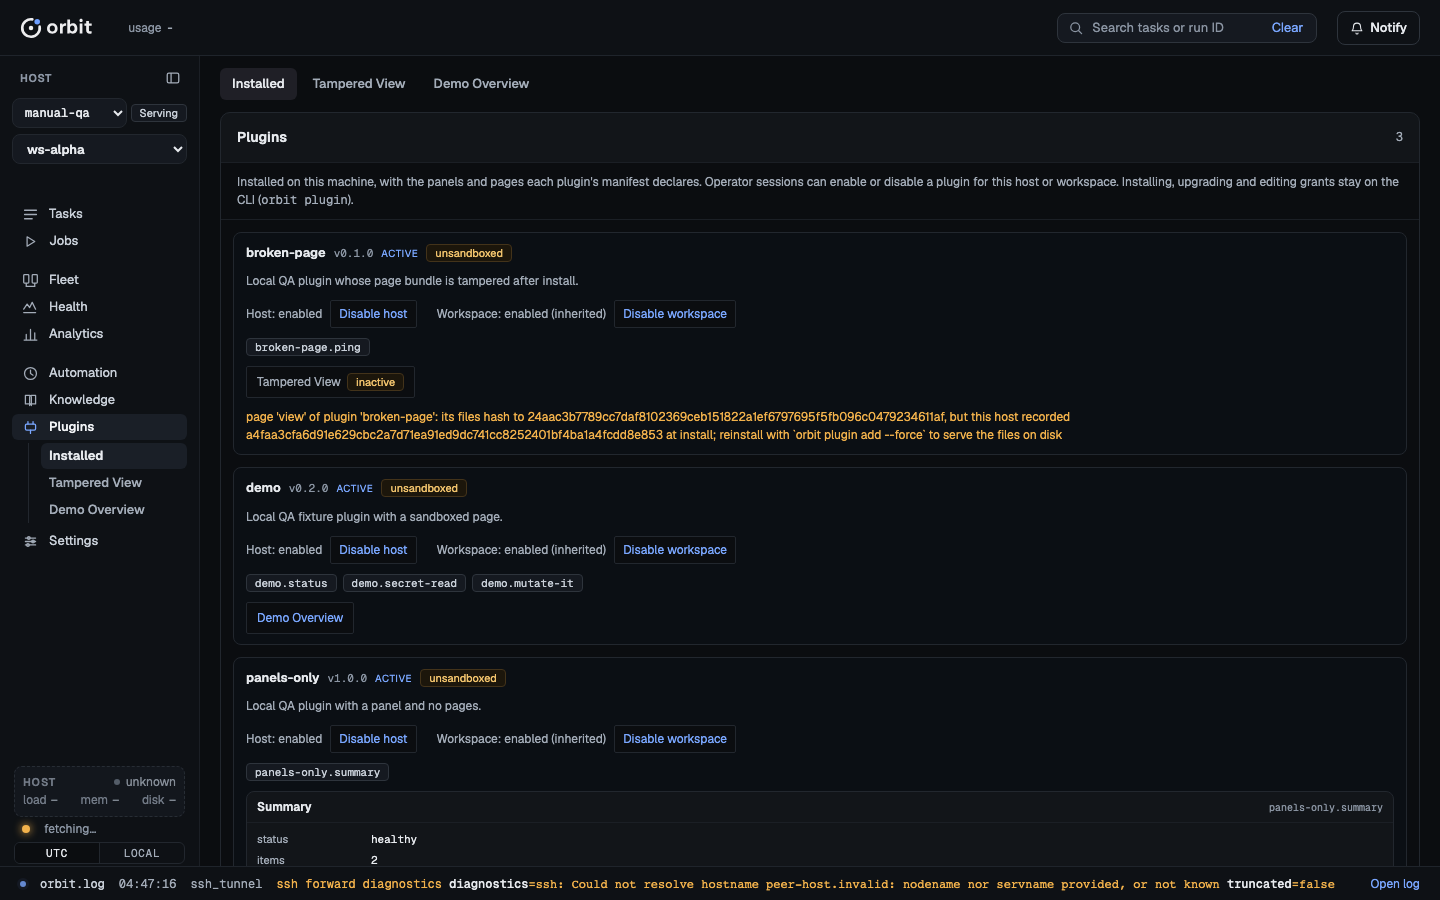 orbit
usage -
Search tasks or run ID
Clear
Notify
HOST
manual-qa
Serving
ws-alpha
Tasks
Jobs
Fleet
Health
Analytics
Automation
Knowledge
Plugins
Installed
Tampered View
Demo Overview
Settings
HOST
unknown
load –
mem –
disk –
fetching…
UTC
LOCAL
Installed
Tampered View
Demo Overview
Plugins
3
Installed on this machine, with the panels and pages each plugin's manifest declares. Operator sessions can enable or disable a plugin for this host or workspace. Installing, upgrading and editing grants stay on the
CLI (orbit plugin).
broken-page v0.1.0 ACTIVE unsandboxed
Local QA plugin whose page bundle is tampered after install.
Host: enabled Disable host Workspace: enabled (inherited) Disable workspace
broken-page.ping
Tampered View inactive
page 'view' of plugin 'broken-page': its files hash to 24aac3b7789cc7daf8102369ceb151822a1ef6797695f5fb096c0479234611af, but this host recorded
a4faa3cfa6d91e629cbc2a7d71ea91ed9dc741cc8252401bf4ba1a4fcdd8e853 at install; reinstall with `orbit plugin add --force` to serve the files on disk
demo v0.2.0 ACTIVE unsandboxed
Local QA fixture plugin with a sandboxed page.
Host: enabled Disable host Workspace: enabled (inherited) Disable workspace
demo.status demo.secret-read demo.mutate-it
Demo Overview
panels-only v1.0.0 ACTIVE unsandboxed
Local QA plugin with a panel and no pages.
Host: enabled Disable host Workspace: enabled (inherited) Disable workspace
panels-only.summary
Summary panels-only.summary
status healthy
items 2
orbit.log 04:47:16 ssh_tunnel ssh forward diagnostics diagnostics=ssh: Could not resolve hostname peer-host.invalid: nodename nor servname provided, or not known truncated=false Open log